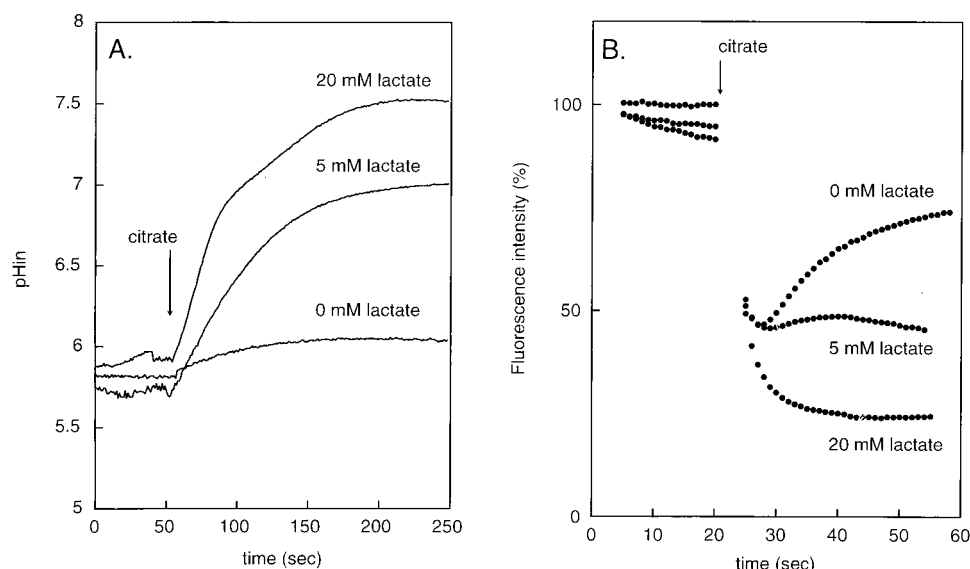 A.
8
7.5
7
6.5
6
5.5
5
pHin
20 mM lactate
5 mM lactate
citrate
0 mM lactate
0
50
100
150
200
250
time (sec)
B.
citrate
100
50
0
Fluorescence intensity (%)
0 mM lactate
5 mM lactate
20 mM lactate
0
10
20
30
40
50
60
time (sec)